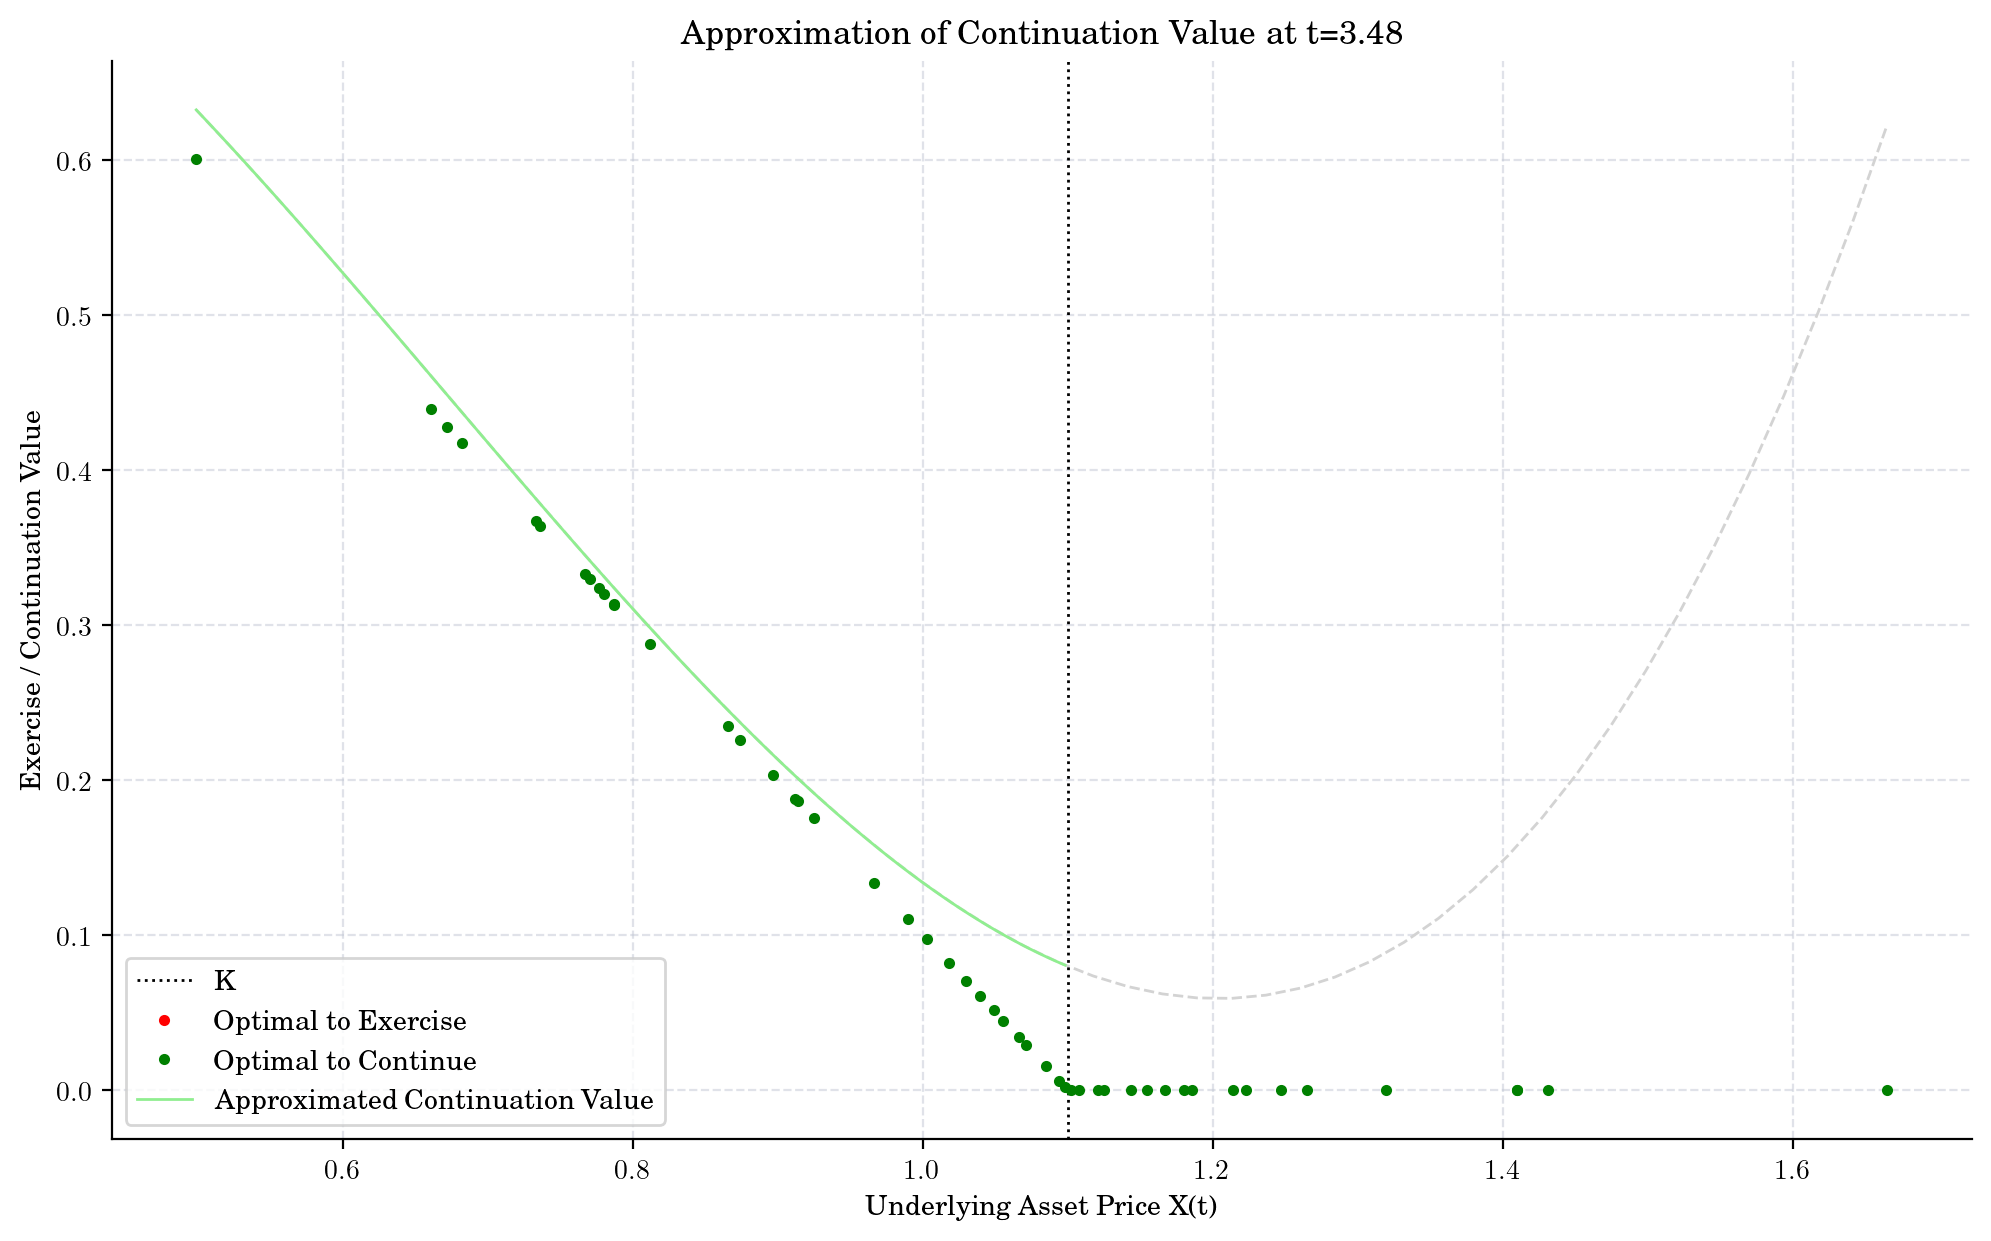 Approximation of Continuation Value at t=3.48
Exercise / Continuation Value
0.6
0.5
0.4
0.3
0.2
0.1
0.0
K
Optimal to Exercise
Optimal to Continue
Approximated Continuation Value
0.6
0.8
1.0
1.2
1.4
1.6
Underlying Asset Price X(t)